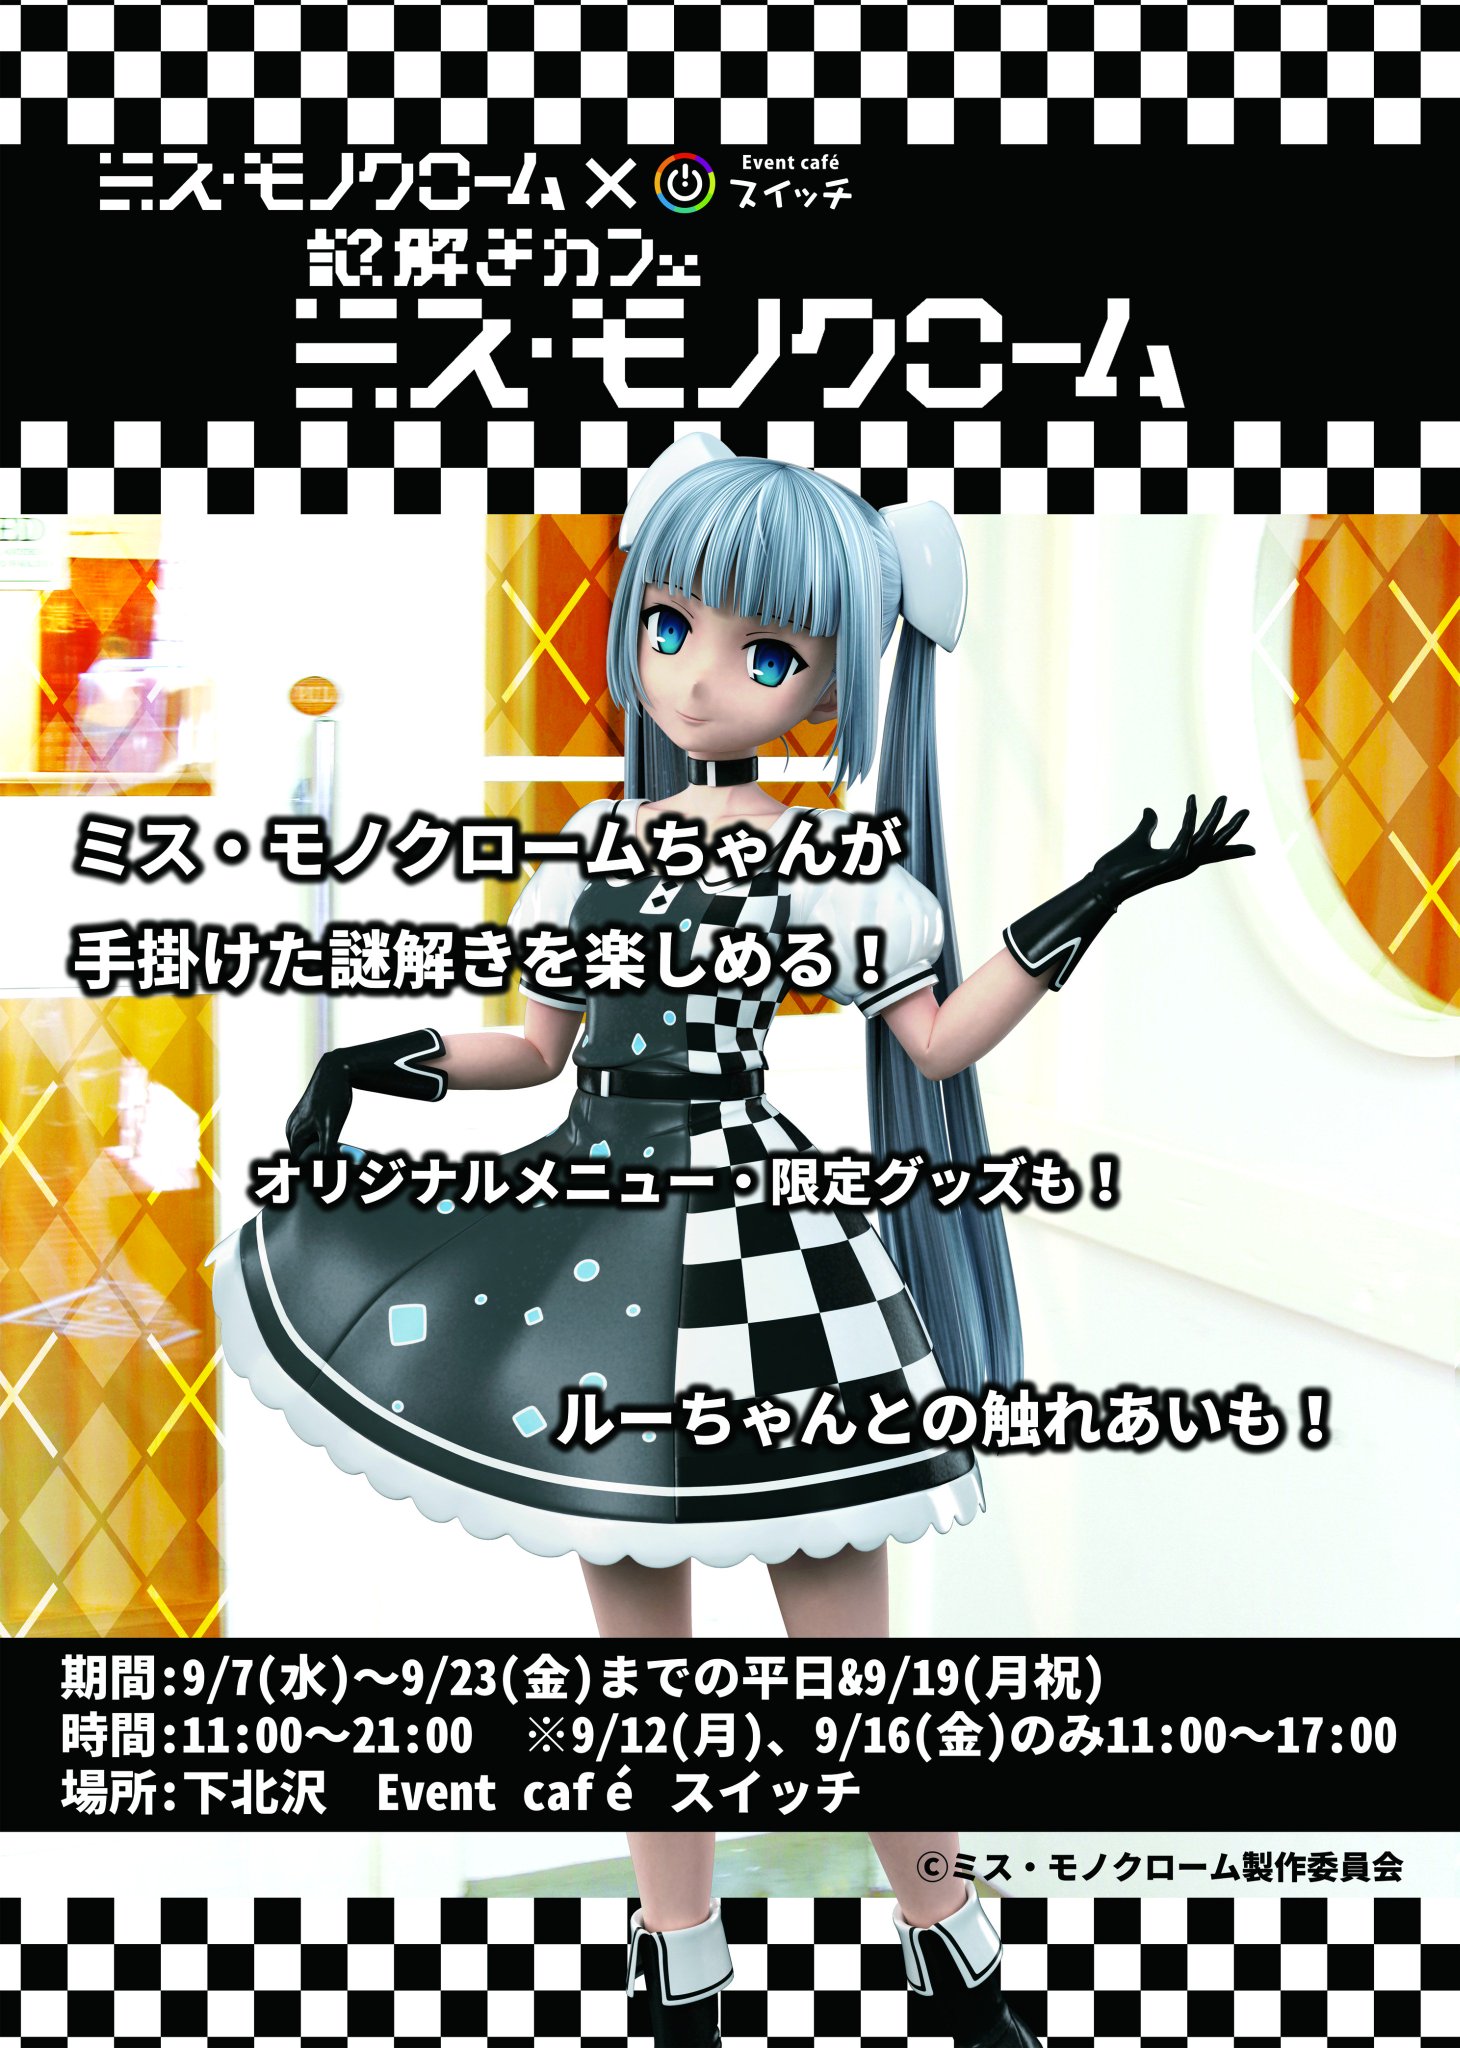 ミス・モノクローム×
Event café
スイッチ
謎解きカフェ
ミス・モノクローム
ED
PULL
ミス・モノクロームちゃんが
手掛けた謎解きを楽しめる！
オリジナルメニュー・限定グッズも！
ルーちゃんとの触れあいも！
期間:9/7(水)～9/23(金)までの平日&9/19(月祝)
時間:11:00～21:00　※9/12(月)、9/16(金)のみ11:00～17:00
場所:下北沢　Event café スイッチ
©ミス・モノクローム製作委員会